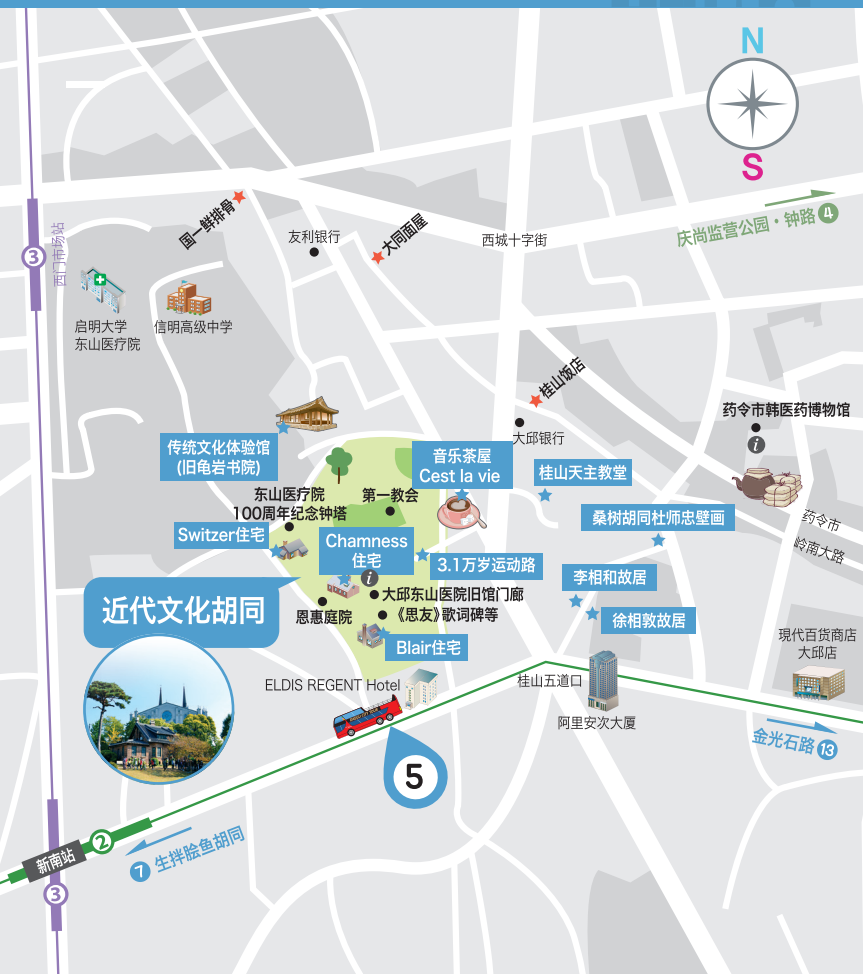 N
S
庆尚监营公园・钟路 4
国一鲜排骨
友利银行
大同面屋
西城十字街
3
西门市场站
启明大学
东山医疗院
信明高级中学
桂山饭店
药令市韩医药博物馆
i
大邱银行
传统文化体验馆
(旧龟岩书院)
音乐茶屋
Cest la vie
桂山天主教堂
东山医疗院
100周年纪念钟塔
第一教会
桑树胡同杜师忠壁画
药令市
岭南大路
Switzer住宅
Chamness
住宅
3.1万岁运动路
i
李相和故居
大邱东山医院旧馆门廊
恩惠庭院
《思友》歌词碑等
徐相敦故居
近代文化胡同
Blair住宅
現代百货商店
大邱店
ELDIS REGENT Hotel
桂山五道口
阿里安次大厦
金光石路 13
5
2
新南站
7 生拌脍鱼胡同
3